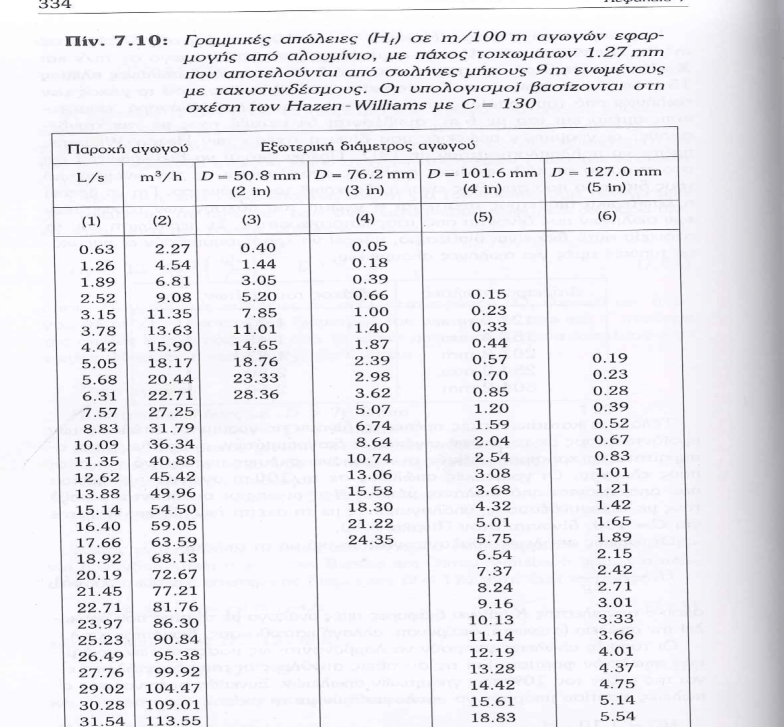 334
Πίν. 7.10: Γραμμικές απώλειες (Hf) σε m/100 m αγωγών εφαρ-
μογής από αλουμίνιο, με πάχος τοιχωμάτων 1.27 mm
που αποτελούνται από σωλήνες μήκους 9 m ενωμένους
με ταχυσυνδέσμους. Οι υπολογισμοί βασίζονται στη
σχέση των Hazen - Williams με C = 130
Παροχή αγωγού Εξωτερική διάμετρος αγωγού
L/s m³/h D = 50.8 mm D = 76.2 mm D = 101.6 mm D = 127.0 mm
(2 in) (3 in) (4 in) (5 in)
(1) (2) (3) (4) (5) (6)
0.63 2.27 0.40 0.05
1.26 4.54 1.44 0.18
1.89 6.81 3.05 0.39
2.52 9.08 5.20 0.66 0.15
3.15 11.35 7.85 1.00 0.23
3.78 13.63 11.01 1.40 0.33
4.42 15.90 14.65 1.87 0.44
5.05 18.17 18.76 2.39 0.57 0.19
5.68 20.44 23.33 2.98 0.70 0.23
6.31 22.71 28.36 3.62 0.85 0.28
7.57 27.25 5.07 1.20 0.39
8.83 31.79 6.74 1.59 0.52
10.09 36.34 8.64 2.04 0.67
11.35 40.88 10.74 2.54 0.83
12.62 45.42 13.06 3.08 1.01
13.88 49.96 15.58 3.68 1.21
15.14 54.50 18.30 4.32 1.42
16.40 59.05 21.22 5.01 1.65
17.66 63.59 24.35 5.75 1.89
18.92 68.13 6.54 2.15
20.19 72.67 7.37 2.42
21.45 77.21 8.24 2.71
22.71 81.76 9.16 3.01
23.97 86.30 10.13 3.33
25.23 90.84 11.14 3.66
26.49 95.38 12.19 4.01
27.76 99.92 13.28 4.37
29.02 104.47 14.42 4.75
30.28 109.01 15.61 5.14
31.54 113.55 18.83 5.54